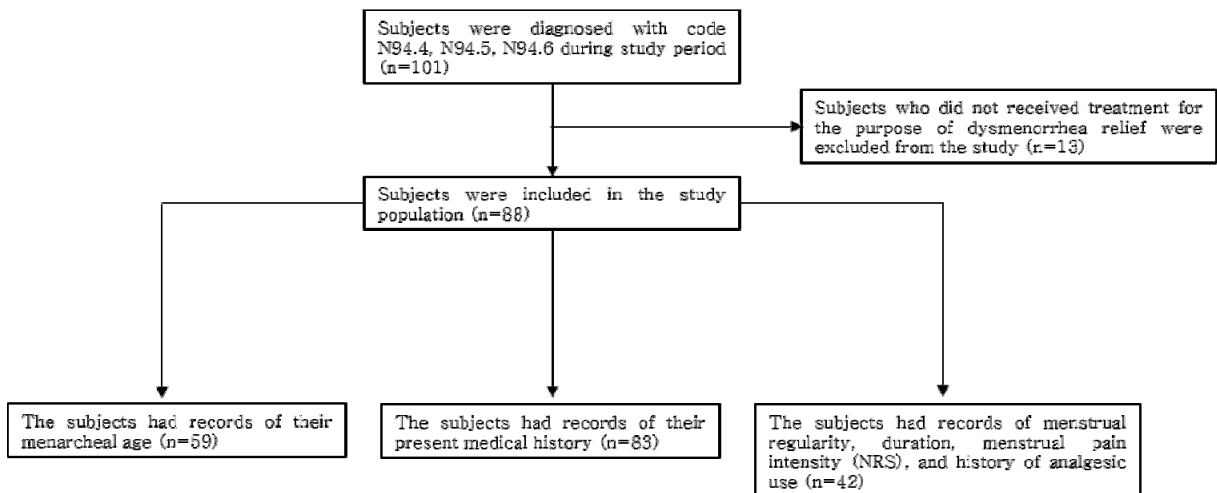 Subjects were diagnosed with code
N94.4, N94.5, N94.6 during study period
(n=101)
Subjects who did not received treatment for
the purpose of dysmenorrhea relief were
excluded from the study (n=13)
Subjects were included in the study
population (n=88)
The subjects had records of their
menarcheal age (n=59)
The subjects had records of their
present medical history (n=83)
The subjects had records of menstrual
regularity, duration, menstrual pain
intensity (NRS), and history of analgesic
use (n=42)